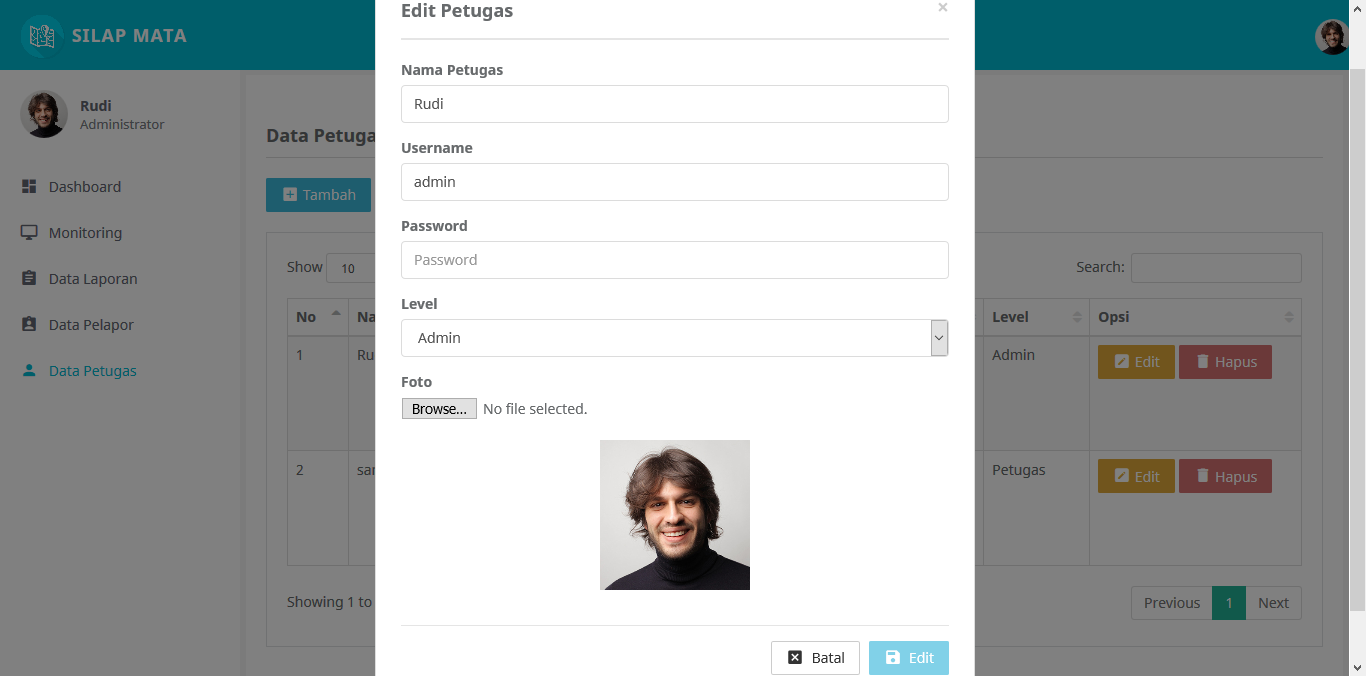 SILAP MATA
Rudi
Administrator
Dashboard
Monitoring
Data Laporan
Data Pelapor
Data Petugas
Data Petuga
Tambah
Show 10
Search:
No
Na
Level
Opsi
1
Ru
Admin
Edit
Hapus
2
sar
Petugas
Edit
Hapus
Showing 1 to
Previous
1
Next
Edit Petugas
×
Nama Petugas
Rudi
Username
admin
Password
Password
Level
Admin
Foto
Browse... No file selected.
Batal
Edit